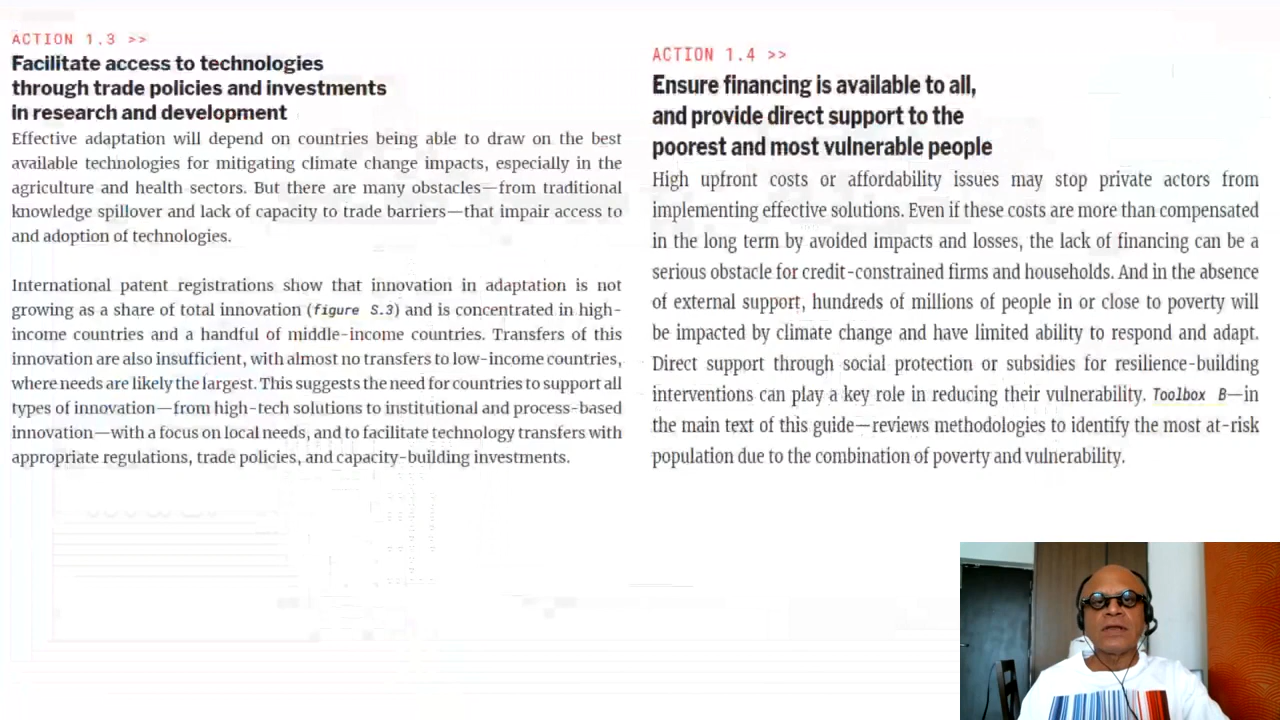 ACTION 1.3 >>
Facilitate access to technologies
through trade policies and investments
in research and development
Effective adaptation will depend on countries being able to draw on the best
available technologies for mitigating climate change impacts, especially in the
agriculture and health sectors. But there are many obstacles—from traditional
knowledge spillover and lack of capacity to trade barriers—that impair access to
and adoption of technologies.
International patent registrations show that innovation in adaptation is not
growing as a share of total innovation (figure S.3) and is concentrated in high-
income countries and a handful of middle-income countries. Transfers of this
innovation are also insufficient, with almost no transfers to low-income countries,
where needs are likely the largest. This suggests the need for countries to support all
types of innovation—from high-tech solutions to institutional and process-based
innovation—with a focus on local needs, and to facilitate technology transfers with
appropriate regulations, trade policies, and capacity-building investments.
ACTION 1.4 >>
Ensure financing is available to all,
and provide direct support to the
poorest and most vulnerable people
High upfront costs or affordability issues may stop private actors from
implementing effective solutions. Even if these costs are more than compensated
in the long term by avoided impacts and losses, the lack of financing can be a
serious obstacle for credit-constrained firms and households. And in the absence
of external support, hundreds of millions of people in or close to poverty will
be impacted by climate change and have limited ability to respond and adapt.
Direct support through social protection or subsidies for resilience-building
interventions can play a key role in reducing their vulnerability. Toolbox B—in
the main text of this guide—reviews methodologies to identify the most at-risk
population due to the combination of poverty and vulnerability.